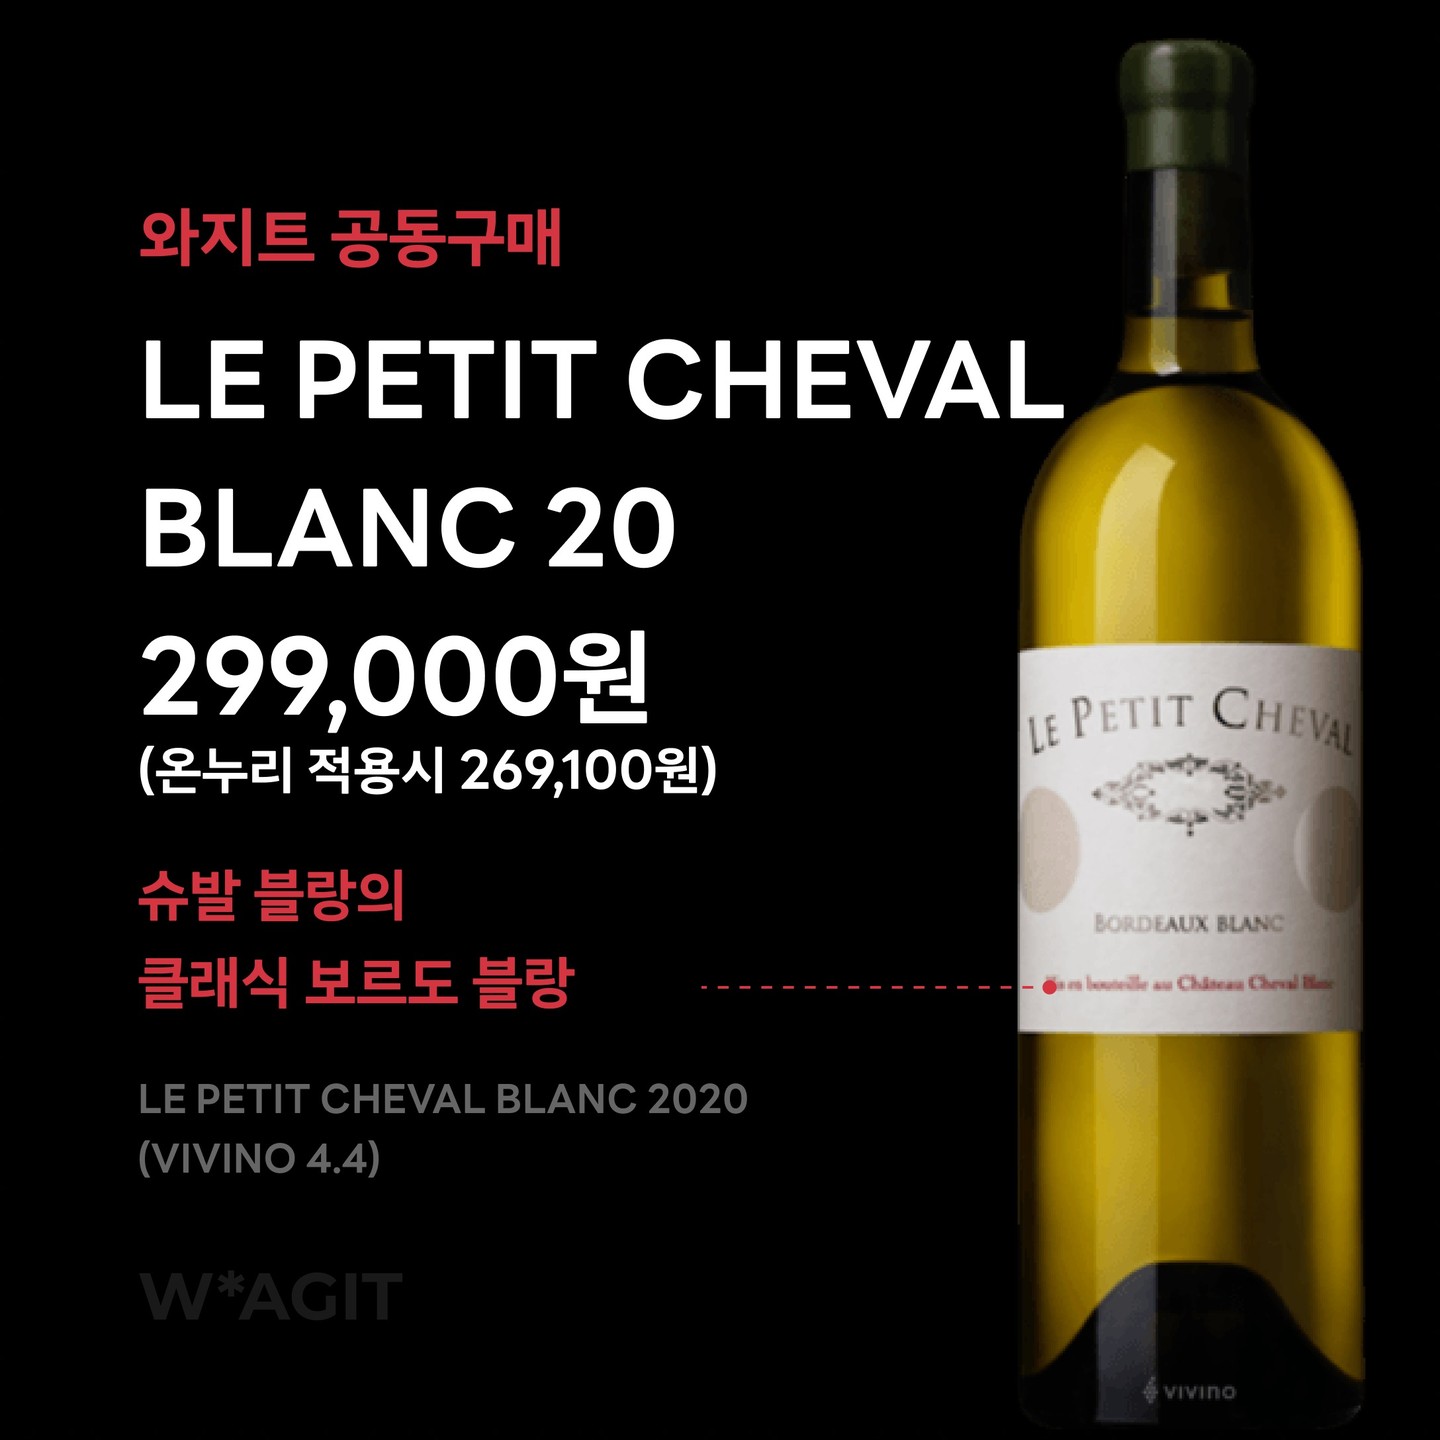 와지트 공동구매
LE PETIT CHEVAL
BLANC 20
299,000원
(온누리 적용시 269,100원)
슈발 블랑의
클래식 보르도 블랑
LE PETIT CHEVAL BLANC 2020
(VIVINO 4.4)
W*AGIT
LE PETIT CHEVAL
BORDEAUX BLANC
en bouteille au Château Cheval Blanc
VIVINO